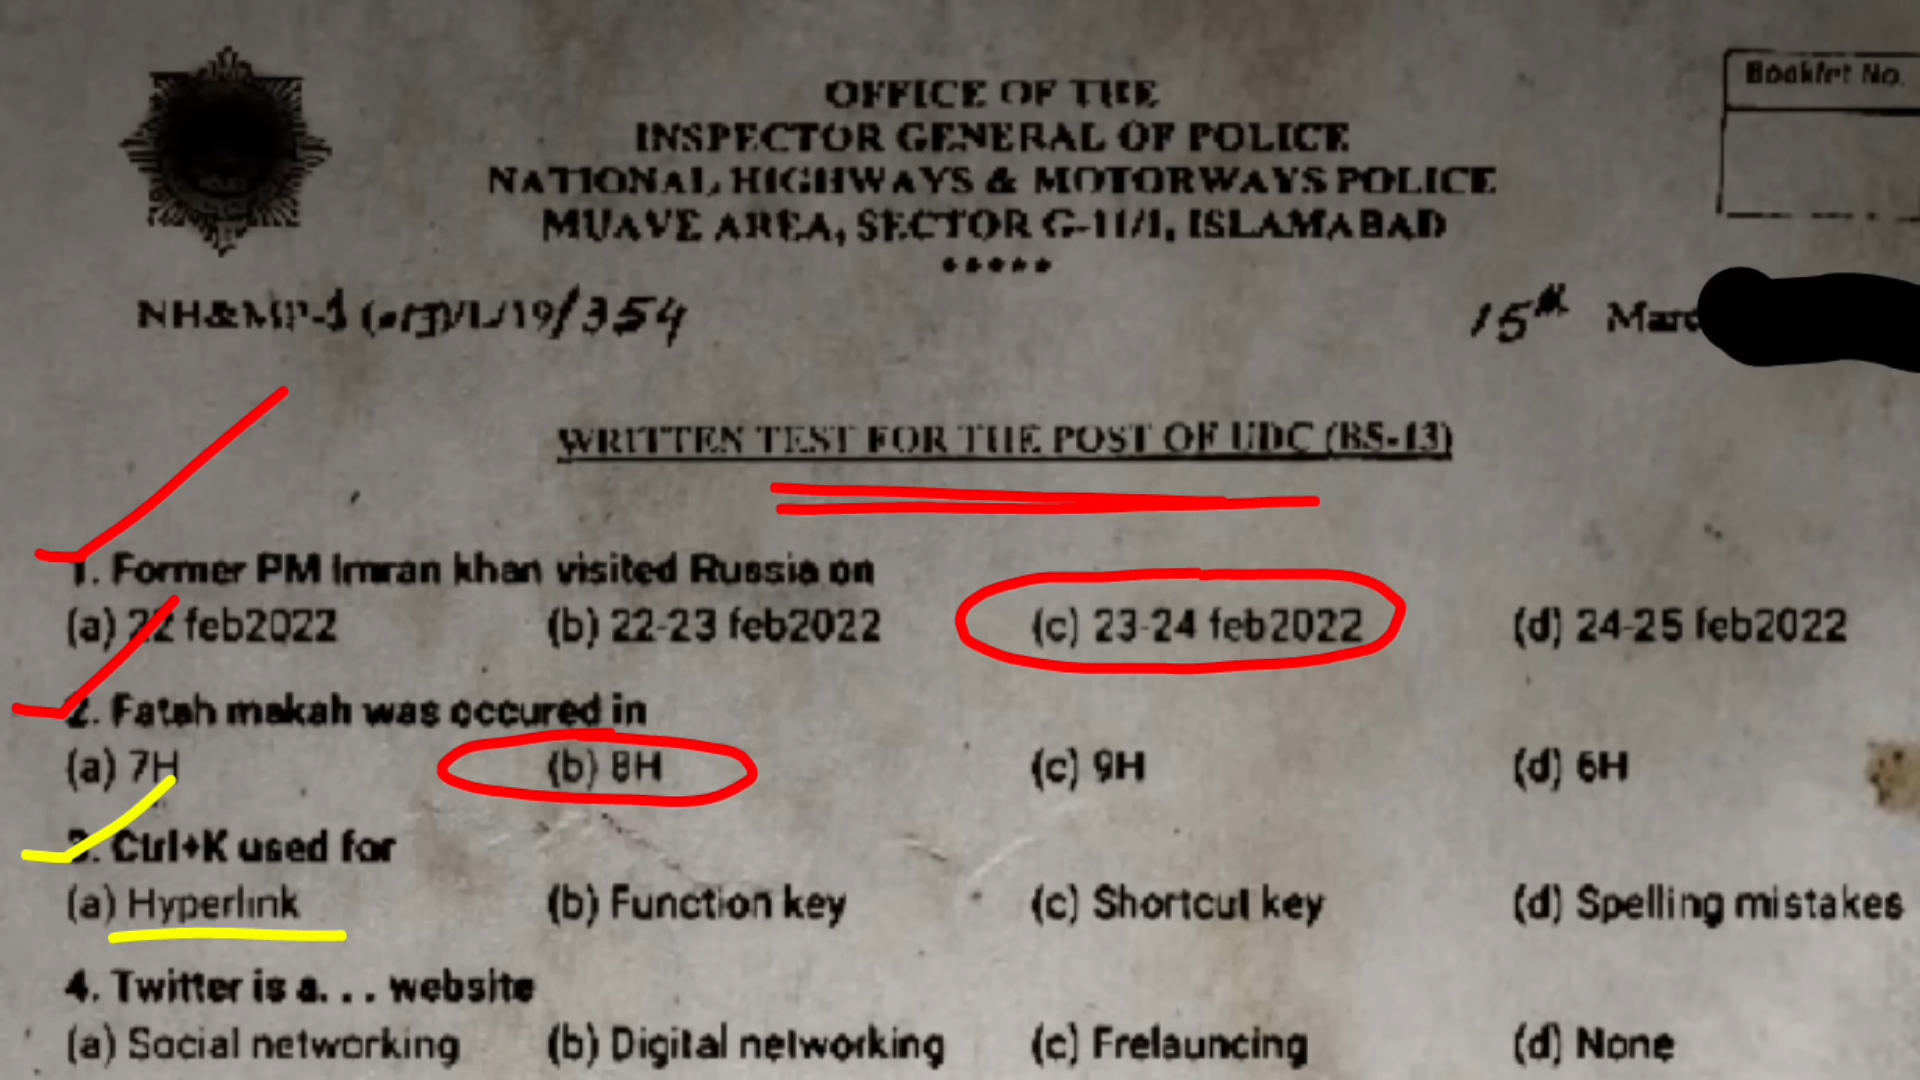 Booklet No.
OFFICE OF THE
INSPECTOR GENERAL OF POLICE
NATIONAL HIGHWAYS & MOTORWAYS POLICE
MUAVE AREA, SECTOR G-11/1, ISLAMABAD
*****
/19/354
15th
WRITTEN TEST FOR THE POST OF UDC (BS-13)
1. Former PM Imran khan visited Russia on
(a) 22 feb2022 (b) 22-23 feb2022 (c) 23-24 feb2022 (d) 24-25 feb2022
2. Fatah makah was occured in
(a) 7H (b) 8H (c) 9H (d) 6H
3. Ctrl+K used for
(a) Hyperlink (b) Function key (c) Shortcut key (d) Spelling mistakes
4. Twitter is a. . . website
(a) Social networking (b) Digital networking (c) Frelauncing (d) None